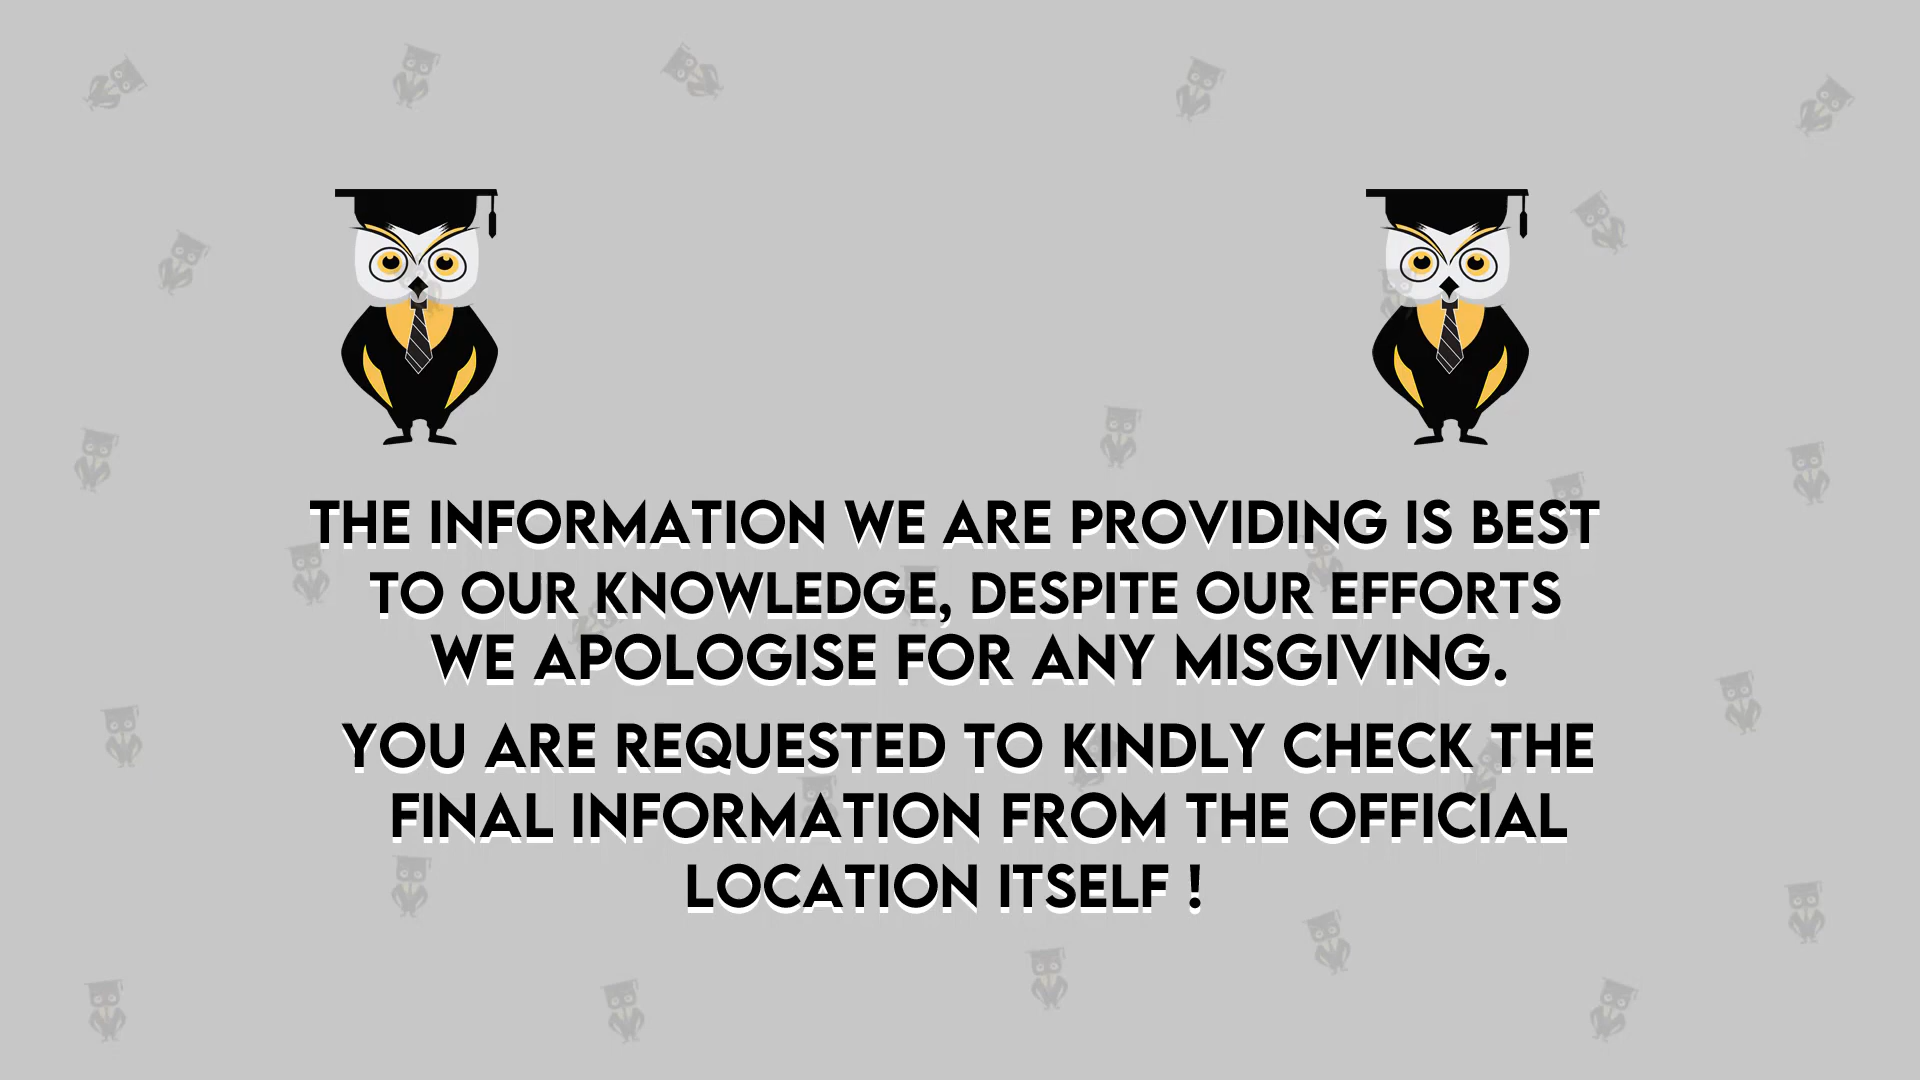 THE INFORMATION WE ARE PROVIDING IS BEST
TO OUR KNOWLEDGE, DESPITE OUR EFFORTS
WE APOLOGISE FOR ANY MISGIVING.
YOU ARE REQUESTED TO KINDLY CHECK THE
FINAL INFORMATION FROM THE OFFICIAL
LOCATION ITSELF !